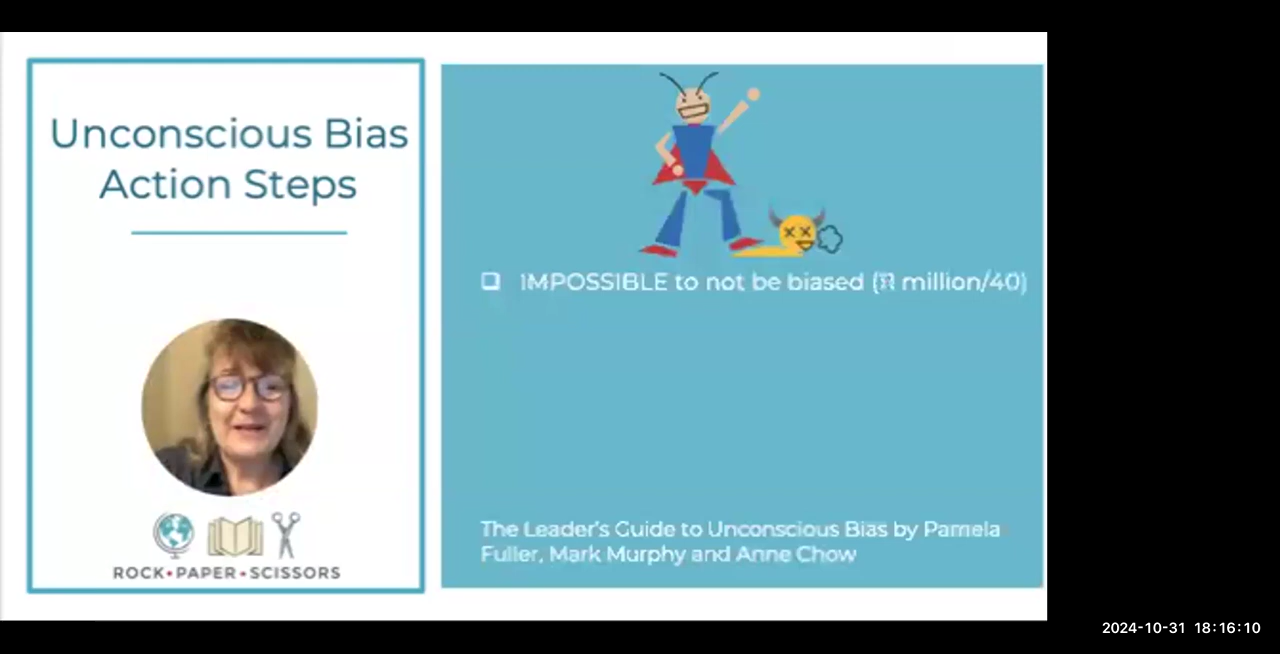 Unconscious Bias
Action Steps
ROCK•PAPER•SCISSORS
❑ IMPOSSIBLE to not be biased ( million/40)
The Leader's Guide to Unconscious Bias by Pamela
Fuller, Mark Murphy and Anne Chow
2024-10-31 18:16:10